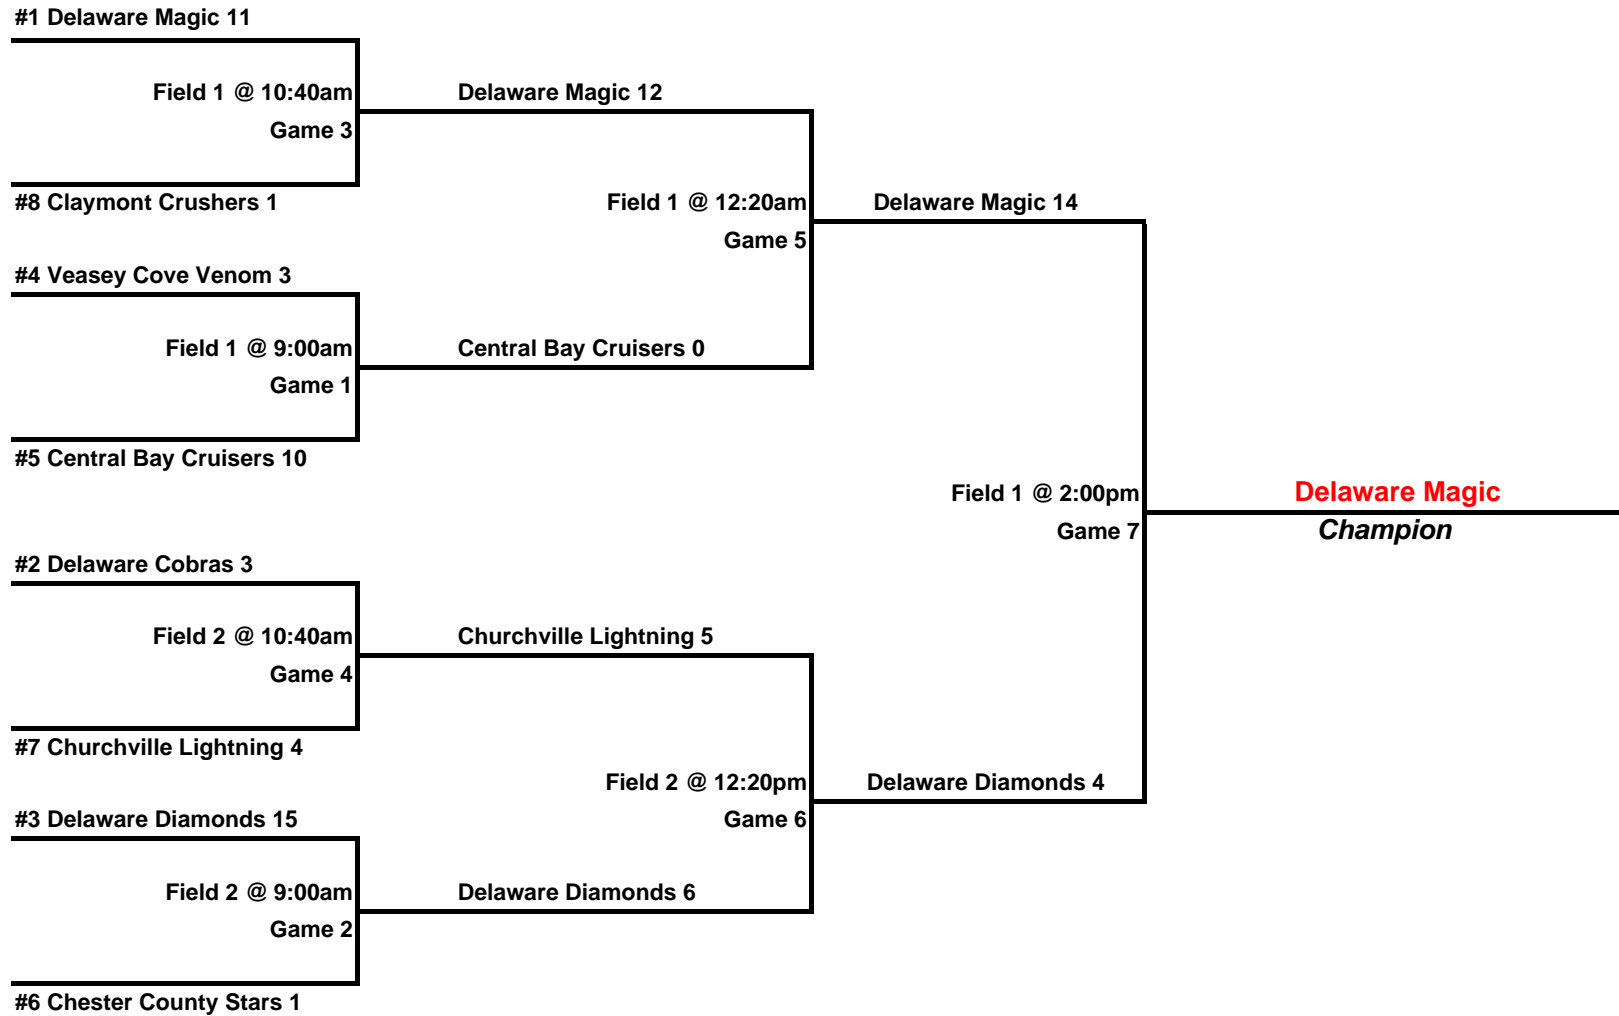 #1 Delaware Magic 11
Field 1 @ 10:40am
Delaware Magic 12
Game 3
#8 Claymont Crushers 1
Field 1 @ 12:20am
Delaware Magic 14
Game 5
#4 Veasey Cove Venom 3
Field 1 @ 9:00am
Central Bay Cruisers 0
Game 1
#5 Central Bay Cruisers 10
Field 1 @ 2:00pm
Delaware Magic
Game 7
Champion
#2 Delaware Cobras 3
Field 2 @ 10:40am
Churchville Lightning 5
Game 4
#7 Churchville Lightning 4
Field 2 @ 12:20pm
Delaware Diamonds 4
#3 Delaware Diamonds 15
Game 6
Field 2 @ 9:00am
Delaware Diamonds 6
Game 2
#6 Chester County Stars 1